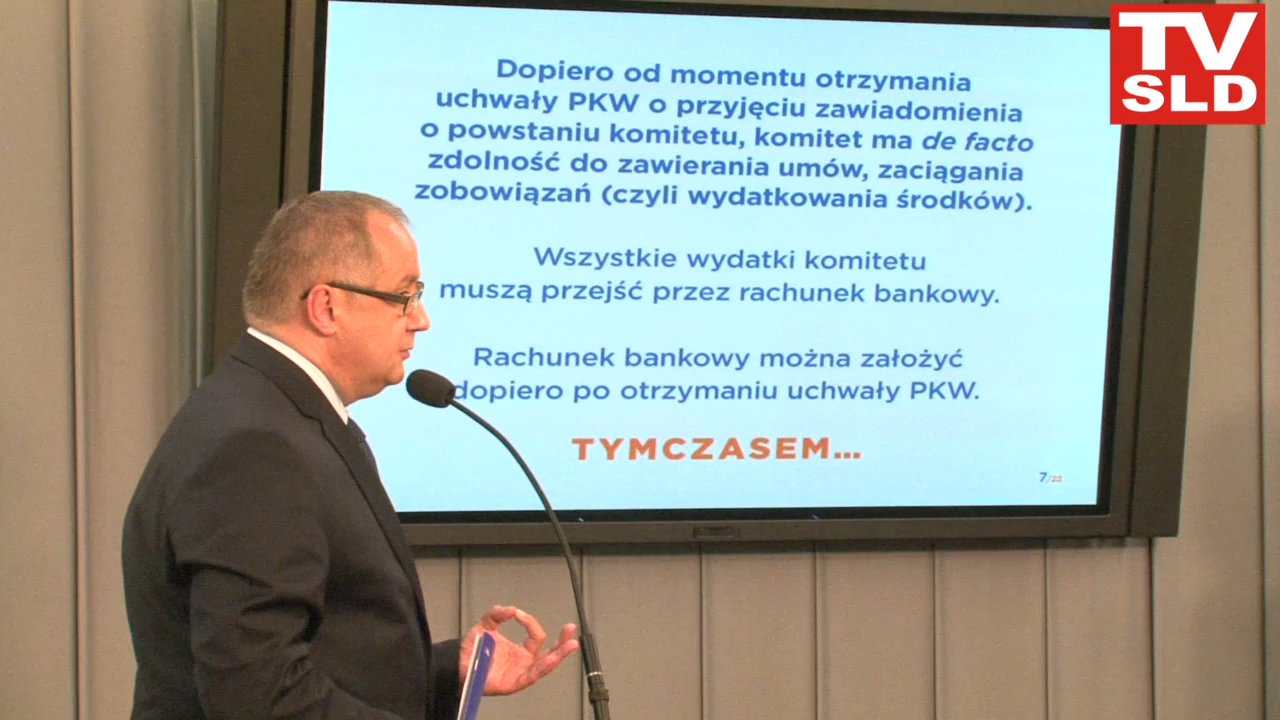 TV
SLD
Dopiero od momentu otrzymania
uchwały PKW o przyjęciu zawiadomienia
o powstaniu komitetu, komitet ma de facto
zdolność do zawierania umów, zaciągania
zobowiązań (czyli wydatkowania środków).
Wszystkie wydatki komitetu
muszą przejść przez rachunek bankowy.
Rachunek bankowy można założyć
dopiero po otrzymaniu uchwały PKW.
TYMCZASEM...
7/22